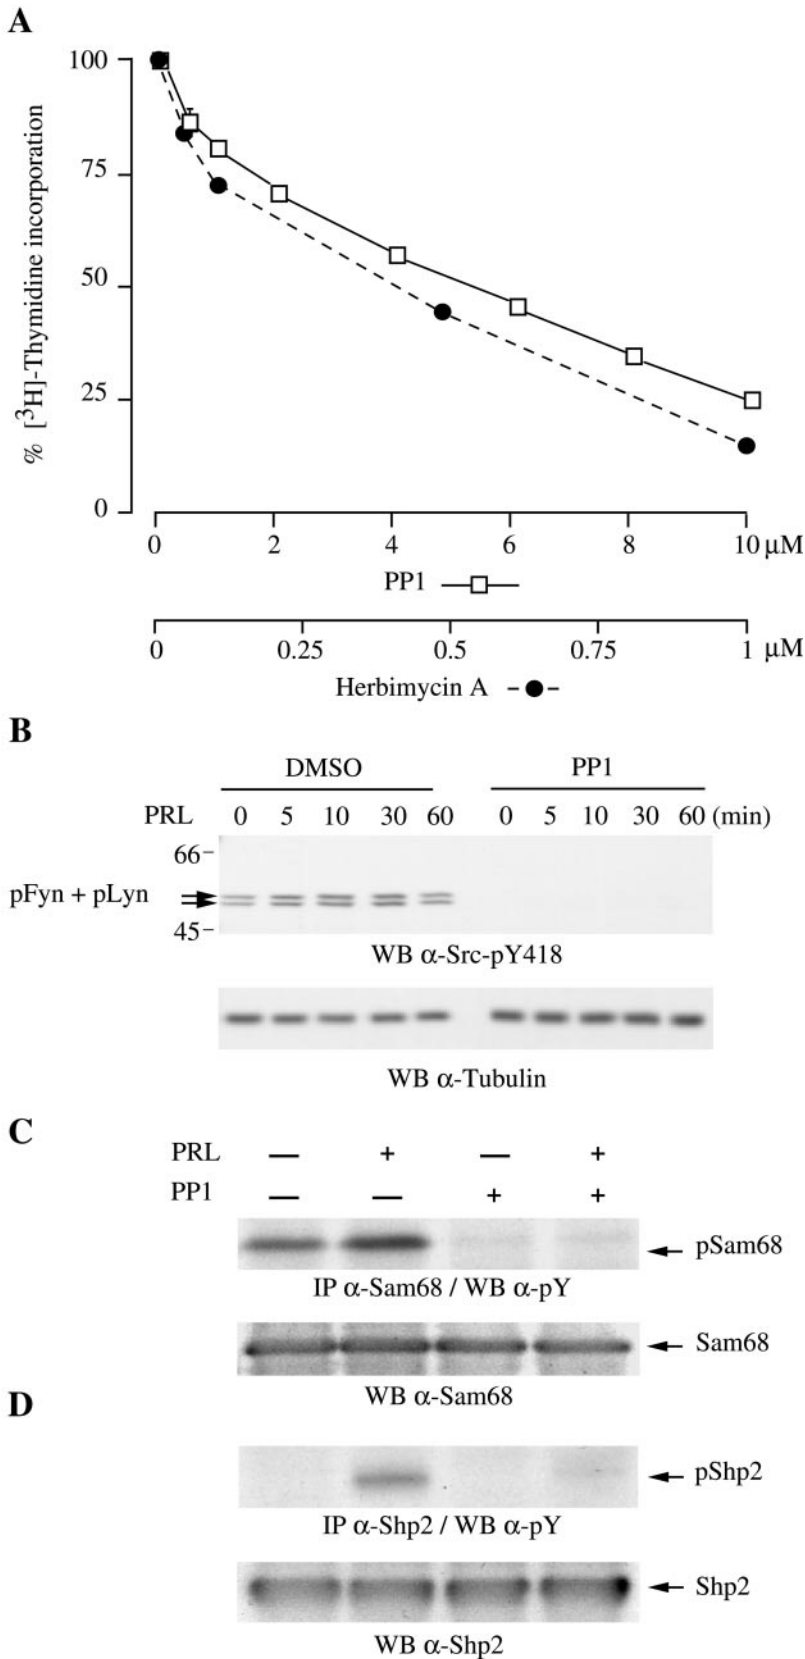 A
% [3H]-Thymidine incorporation
100
75
50
25
0
0 2 4 6 8 10 μM
PP1
0 0.25 0.5 0.75 1 μM
Herbimycin A
B
DMSO PP1
PRL 0 5 10 30 60 0 5 10 30 60 (min)
66
pFyn + pLyn
45
WB α-Src-pY418
WB α-Tubulin
C
PRL — + — +
PP1 — — + +
pSam68
IP α-Sam68 / WB α-pY
Sam68
WB α-Sam68
D
pShp2
IP α-Shp2 / WB α-pY
Shp2
WB α-Shp2